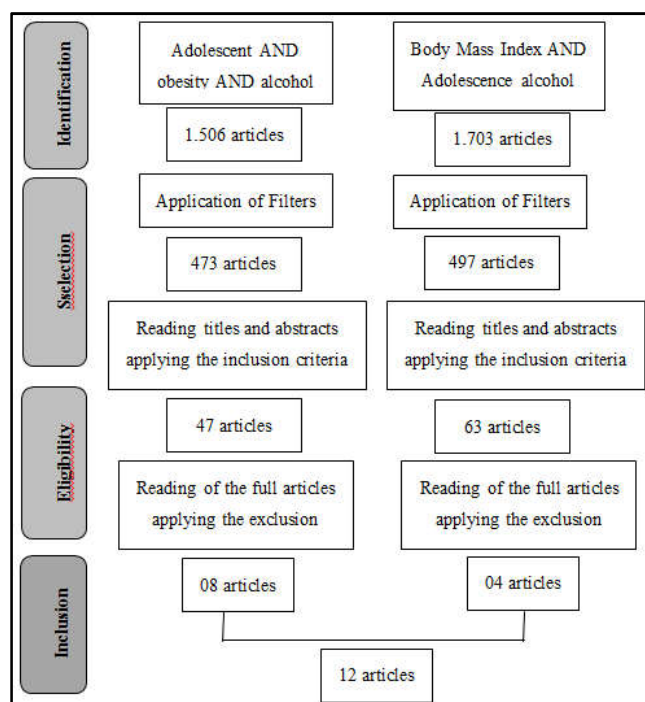 Identification
Adolescent AND
obesity AND alcohol
1.506 articles
Body Mass Index AND
Adolescence alcohol
1.703 articles
Sselection
Application of Filters
473 articles
Reading titles and abstracts
applying the inclusion criteria
Application of Filters
497 articles
Reading titles and abstracts
applying the inclusion criteria
Eligibility
47 articles
Reading of the full articles
applying the exclusion
63 articles
Reading of the full articles
applying the exclusion
Inclusion
08 articles
04 articles
12 articles